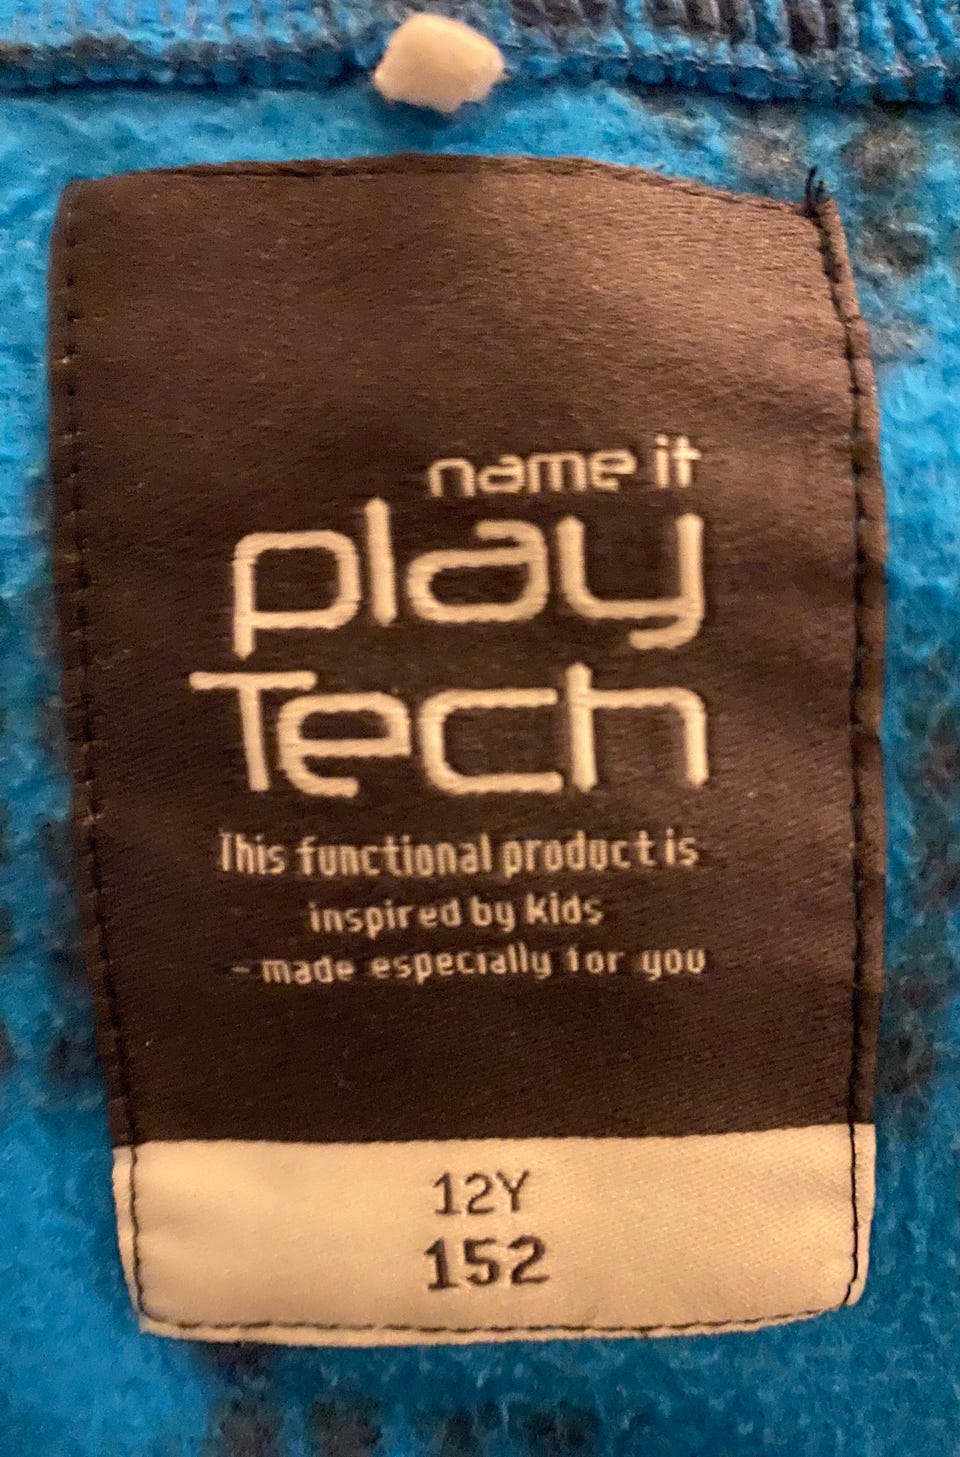 name it
play
Tech
This functional product is
inspired by kids
- made especially for you
12Y
152